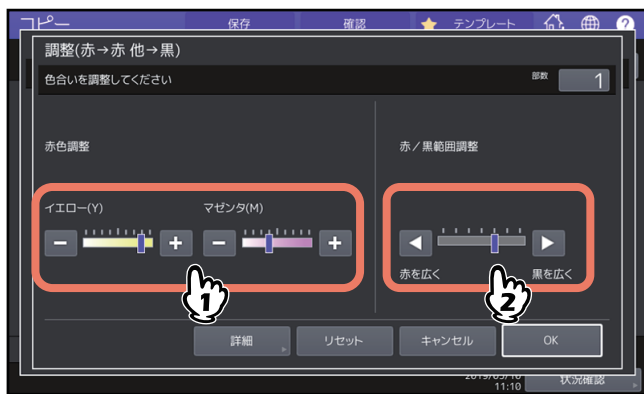 コピー 保存 確認 テンプレート ?
調整(赤→赤 他→黒)
色合いを調整してください 部数 1
赤色調整 赤／黒範囲調整
イエロー(Y) マゼンタ(M)
− + − +
赤を広く 黒を広く
1 2
詳細 リセット キャンセル OK
11:10 状況確認